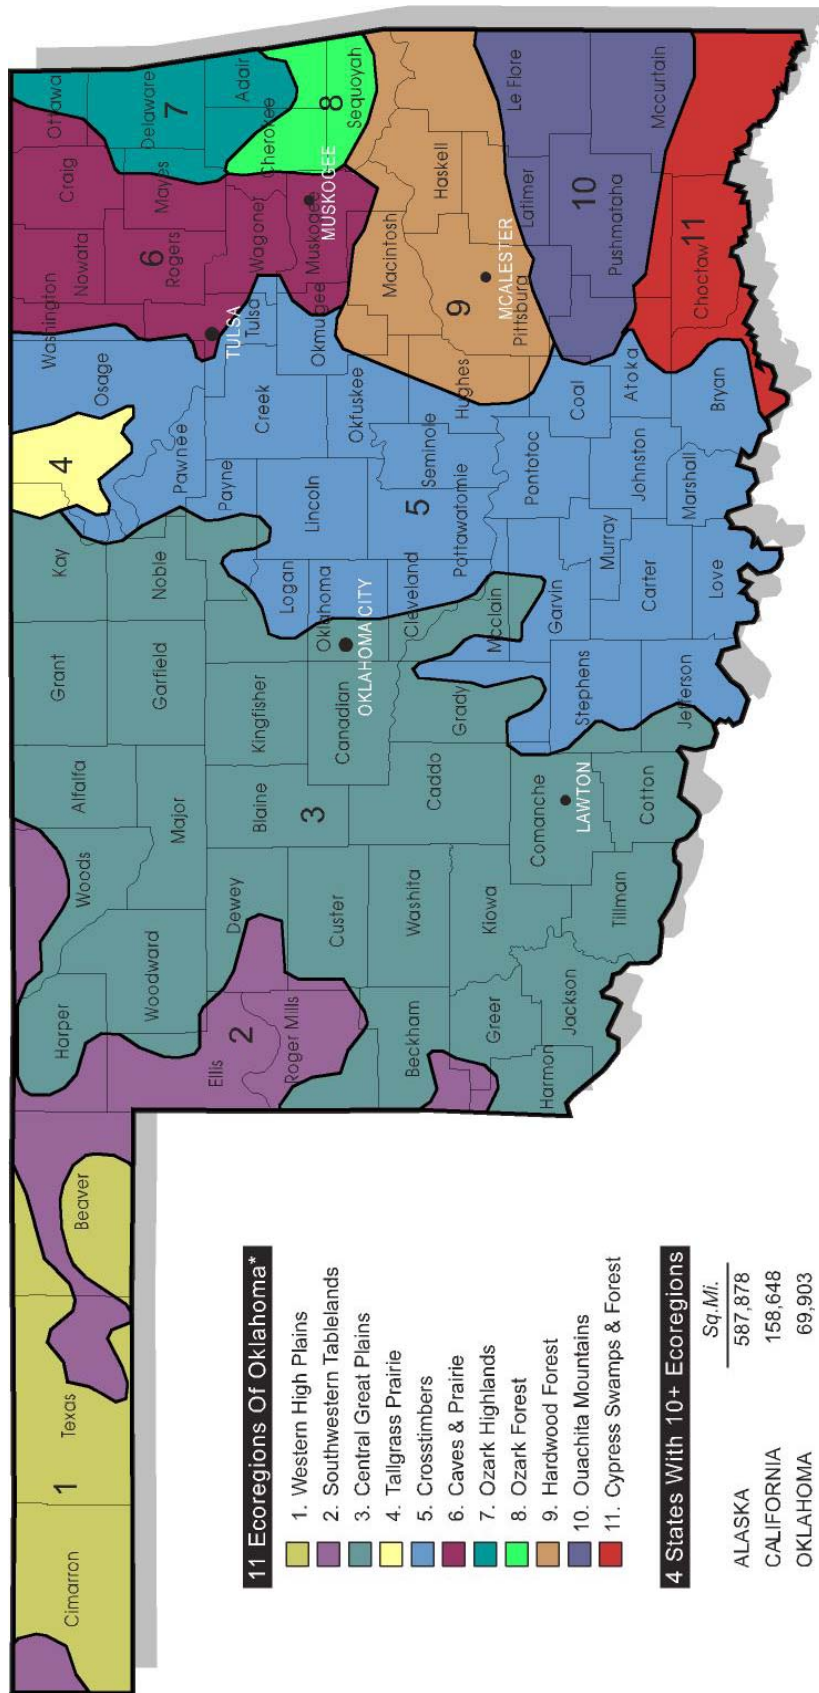 Cimarron
Texas
Beaver
Harper
Woods
Alfalfa
Grant
Kay
Osage
Washington
Nowata
Craig
Ottawa
Ellis
Woodward
Major
Garfield
Noble
Pawnee
Rogers
Mayes
Delaware
Roger Mills
Dewey
Blaine
Kingfisher
Logan
Payne
Creek
Tulsa
TULSA
Wagoner
Cherokee
Adair
Custer
Canadian
Oklahoma
OKLAHOMA CITY
Lincoln
Okfuskee
Okmugee
Muskogee
MUSKOGEE
Sequoyah
Beckham
Washita
Caddo
Grady
Cleveland
Mcclain
Pottawatomie
Seminole
Hughes
Macintosh
Haskell
Pittsburg
MCALESTER
Latimer
Le Flore
Greer
Kiowa
Comanche
LAWTON
Stephens
Garvin
Murray
Pontotoc
Coal
Atoka
Pushmataha
Mccurtain
Harmon
Jackson
Tillman
Cotton
Jefferson
Carter
Love
Johnston
Marshall
Bryan
Choctaw
1
2
3
4
5
6
7
8
9
10
11
11 Ecoregions Of Oklahoma*
1. Western High Plains
2. Southwestern Tablelands
3. Central Great Plains
4. Tallgrass Prairie
5. Crosstimbers
6. Caves & Prairie
7. Ozark Highlands
8. Ozark Forest
9. Hardwood Forest
10. Ouachita Mountains
11. Cypress Swamps & Forest
4 States With 10+ Ecoregions
Sq.Mi.
ALASKA 587,878
CALIFORNIA 158,648
OKLAHOMA 69,903